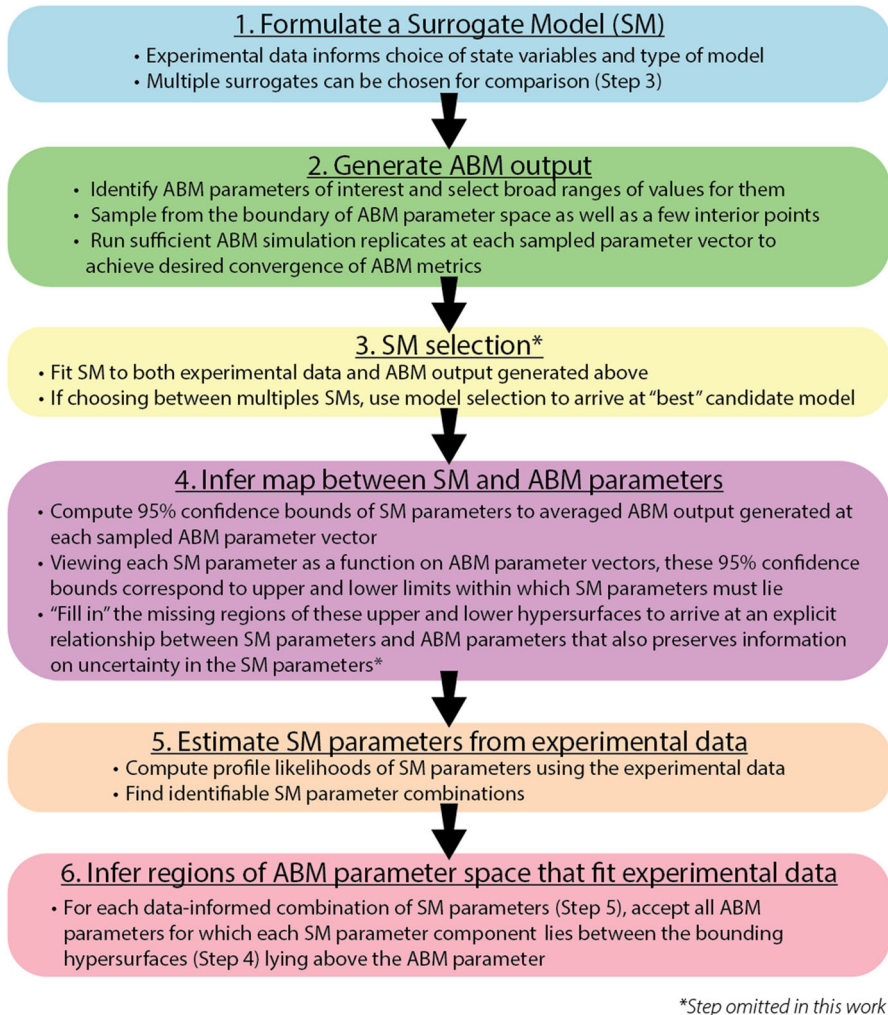 1. Formulate a Surrogate Model (SM)
• Experimental data informs choice of state variables and type of model
• Multiple surrogates can be chosen for comparison (Step 3)
2. Generate ABM output
• Identify ABM parameters of interest and select broad ranges of values for them
• Sample from the boundary of ABM parameter space as well as a few interior points
• Run sufficient ABM simulation replicates at each sampled parameter vector to
achieve desired convergence of ABM metrics
3. SM selection*
• Fit SM to both experimental data and ABM output generated above
• If choosing between multiples SMs, use model selection to arrive at “best” candidate model
4. Infer map between SM and ABM parameters
• Compute 95% confidence bounds of SM parameters to averaged ABM output generated at
each sampled ABM parameter vector
• Viewing each SM parameter as a function on ABM parameter vectors, these 95% confidence
bounds correspond to upper and lower limits within which SM parameters must lie
• “Fill in” the missing regions of these upper and lower hypersurfaces to arrive at an explicit
relationship between SM parameters and ABM parameters that also preserves information
on uncertainty in the SM parameters*
5. Estimate SM parameters from experimental data
• Compute profile likelihoods of SM parameters using the experimental data
• Find identifiable SM parameter combinations
6. Infer regions of ABM parameter space that fit experimental data
• For each data-informed combination of SM parameters (Step 5), accept all ABM
parameters for which each SM parameter component lies between the bounding
hypersurfaces (Step 4) lying above the ABM parameter
*Step omitted in this work